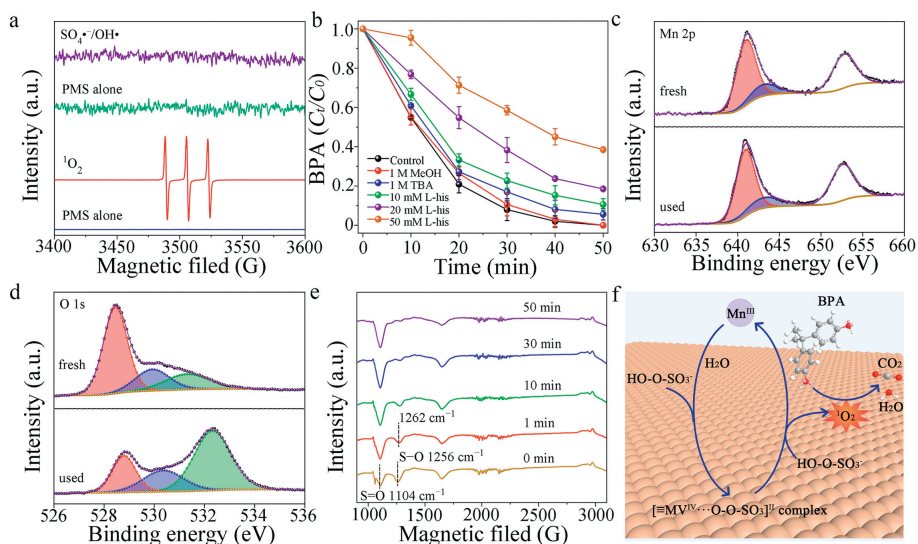 a
SO₄•⁻/OH•
PMS alone
¹O₂
PMS alone
Intensity (a.u.)
3400 3450 3500 3550 3600
Magnetic filed (G)
b
BPA (Ct/C0)
1.0
0.8
0.6
0.4
0.2
0.0
Control
1 M MeOH
1 M TBA
10 mM L-his
20 mM L-his
50 mM L-his
0 10 20 30 40 50
Time (min)
c
Mn 2p
fresh
used
Intensity (a.u.)
630 640 650 660
Binding energy (eV)
d
O 1s
fresh
used
Intensity (a.u.)
526 528 530 532 534 536
Binding energy (eV)
e
50 min
30 min
10 min
1262 cm⁻¹
1 min
S−O 1256 cm⁻¹
0 min
S=O 1104 cm⁻¹
Intensity (a.u.)
1000 1500 2000 2500 3000
Magnetic filed (G)
f
BPA
Mn^III
H₂O
CO₂
HO-O-SO₃⁻
¹O₂
H₂O
HO-O-SO₃⁻
[≡MV^IV···O-O-SO₃]^II complex